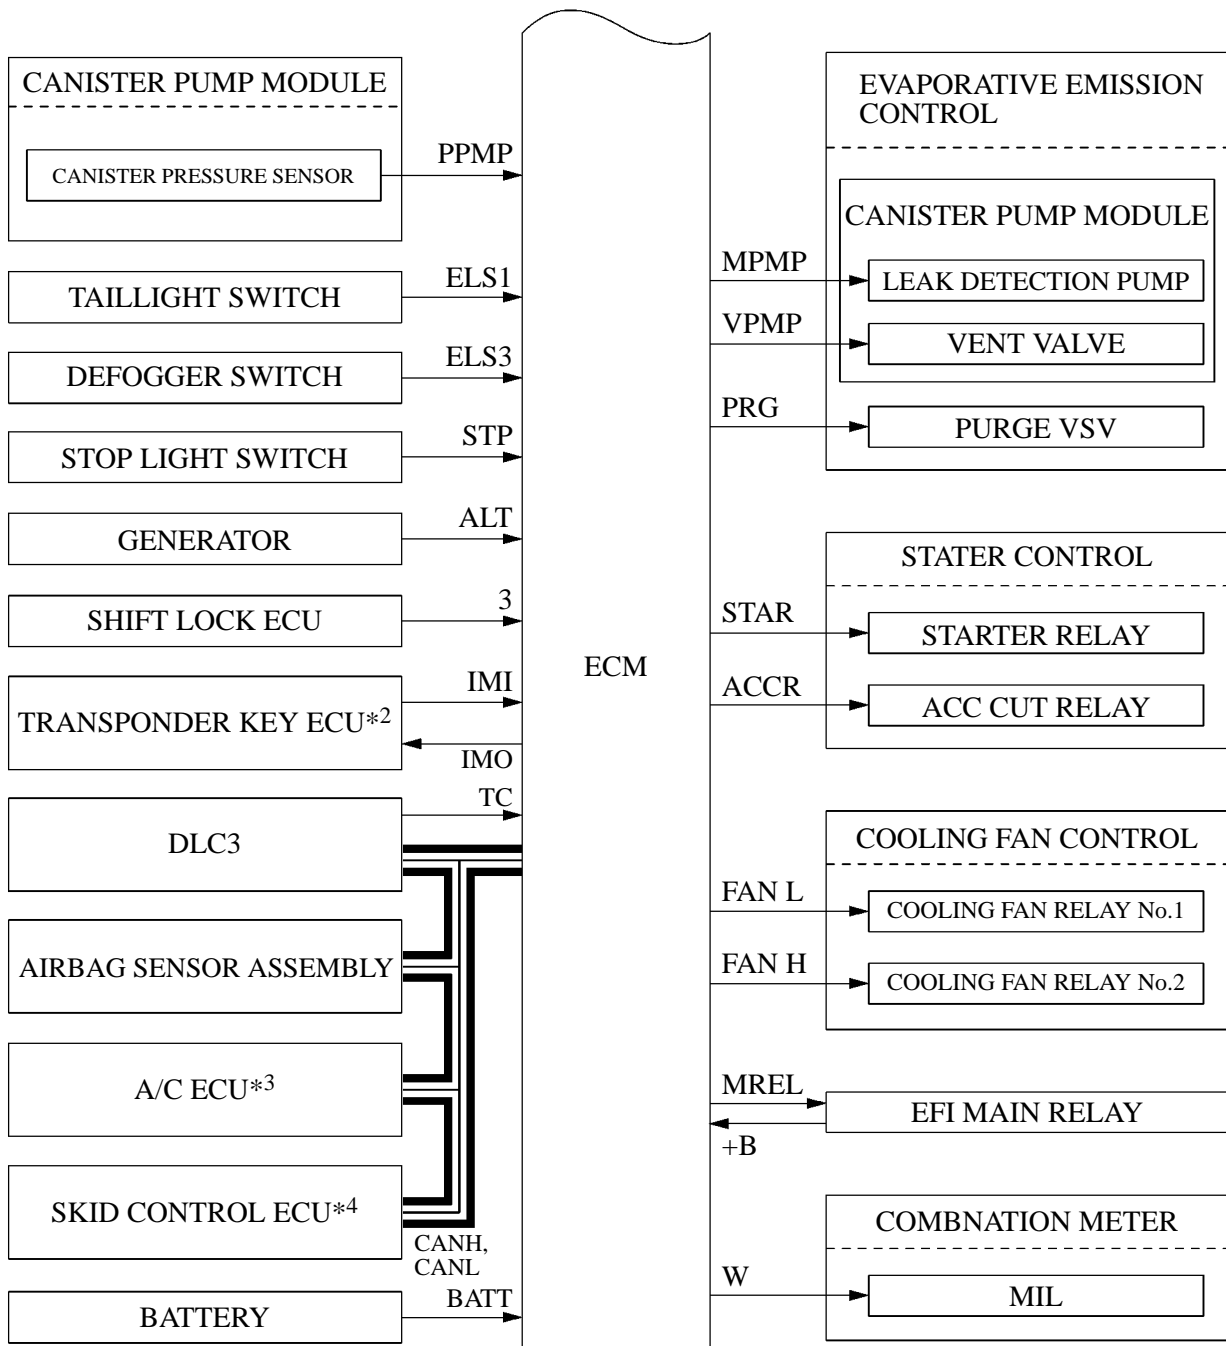 CANISTER PUMP MODULE
CANISTER PRESSURE SENSOR
PPMP
TAILLIGHT SWITCH
ELS1
DEFOGGER SWITCH
ELS3
STOP LIGHT SWITCH
STP
GENERATOR
ALT
SHIFT LOCK ECU
3
TRANSPONDER KEY ECU*2
IMI
IMO
DLC3
TC
AIRBAG SENSOR ASSEMBLY
A/C ECU*3
SKID CONTROL ECU*4
CANH,
CANL
BATTERY
BATT
ECM
EVAPORATIVE EMISSION
CONTROL
CANISTER PUMP MODULE
MPMP
LEAK DETECTION PUMP
VPMP
VENT VALVE
PRG
PURGE VSV
STATER CONTROL
STAR
STARTER RELAY
ACCR
ACC CUT RELAY
COOLING FAN CONTROL
FAN L
COOLING FAN RELAY No.1
FAN H
COOLING FAN RELAY No.2
MREL
+B
EFI MAIN RELAY
COMBNATION METER
W
MIL